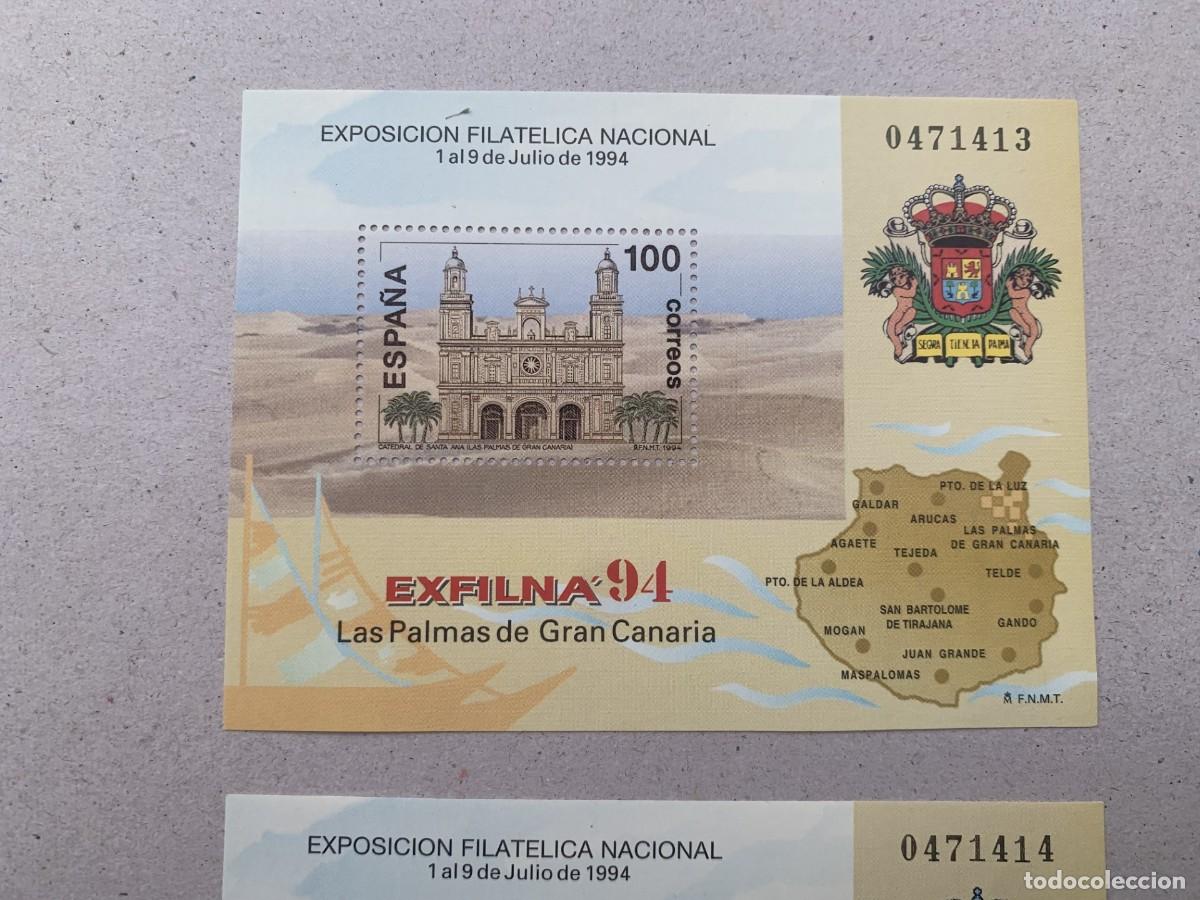 EXPOSICION FILATELICA NACIONAL
1 al 9 de Julio de 1994
0471413
ESPAÑA
100
correos
CATEDRAL DE SANTA ANA (LAS PALMAS DE GRAN CANARIA)
F.N.M.T. 1994
PTO. DE LA LUZ
GALDAR
ARUCAS
LAS PALMAS
DE GRAN CANARIA
AGAETE
TEJEDA
TELDE
PTO. DE LA ALDEA
SAN BARTOLOME
DE TIRAJANA
GANDO
MOGAN
JUAN GRANDE
MASPALOMAS
F.N.M.T.
EXFILNA'94
Las Palmas de Gran Canaria
EXPOSICION FILATELICA NACIONAL
1 al 9 de Julio de 1994
0471414
todocoleccion